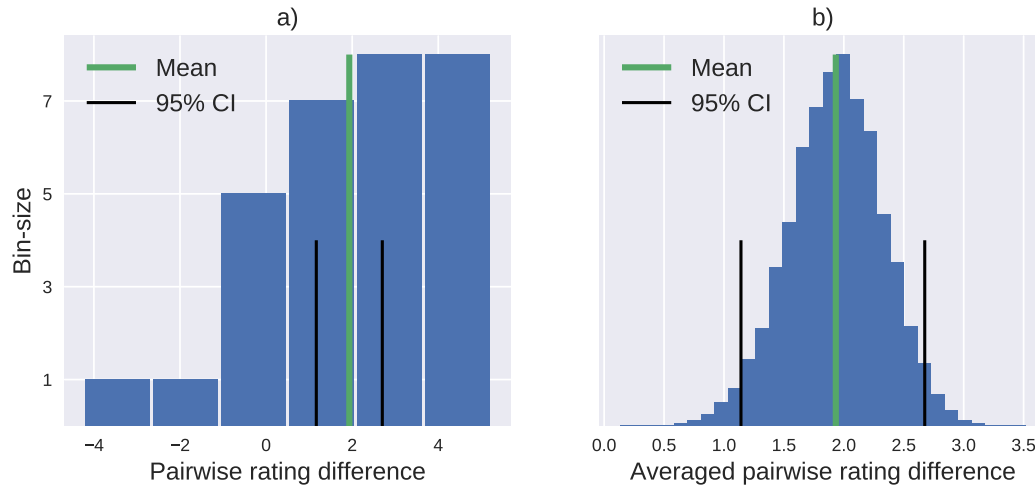 a)
Mean
95% CI
7
5
3
1
Bin-size
−4 −2 0 2 4
Pairwise rating difference
b)
Mean
95% CI
0.0 0.5 1.0 1.5 2.0 2.5 3.0 3.5
Averaged pairwise rating difference